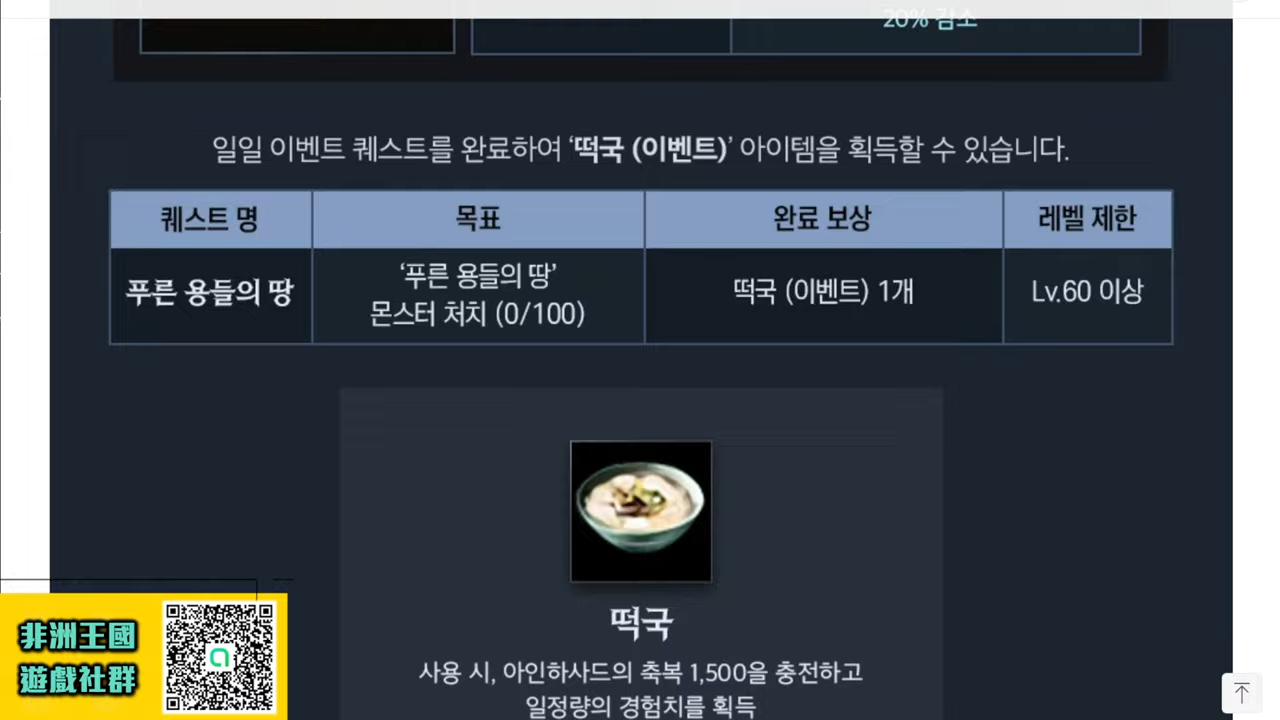 20% 감소
일일 이벤트 퀘스트를 완료하여 ‘떡국 (이벤트)’ 아이템을 획득할 수 있습니다.
퀘스트 명
목표
완료 보상
레벨 제한
푸른 용들의 땅
‘푸른 용들의 땅’
몬스터 처치 (0/100)
떡국 (이벤트) 1개
Lv.60 이상
떡국
사용 시, 아인하사드의 축복 1,500을 충전하고
일정량의 경험치를 획득
非洲王國
遊戲社群